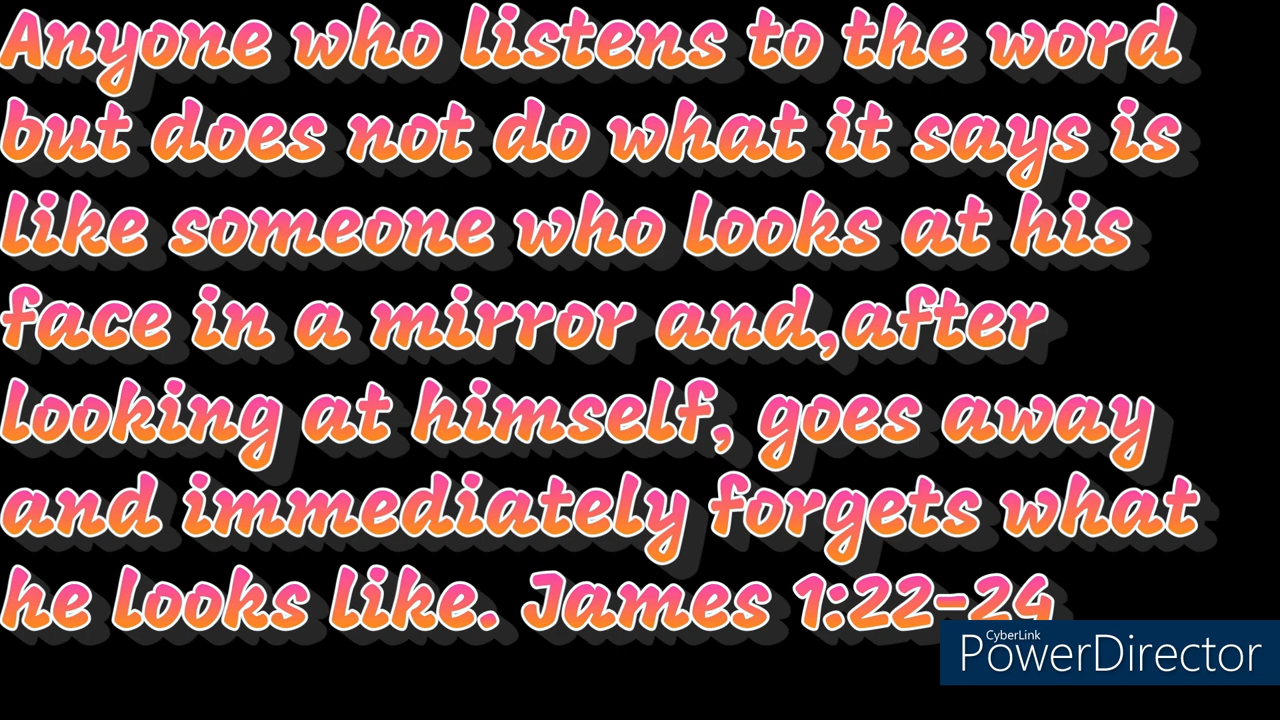 Anyone who listens to the word
but does not do what it says is
like someone who looks at his
face in a mirror and,after
looking at himself, goes away
and immediately forgets what
he looks like. James 1:22-24
CyberLink
PowerDirector